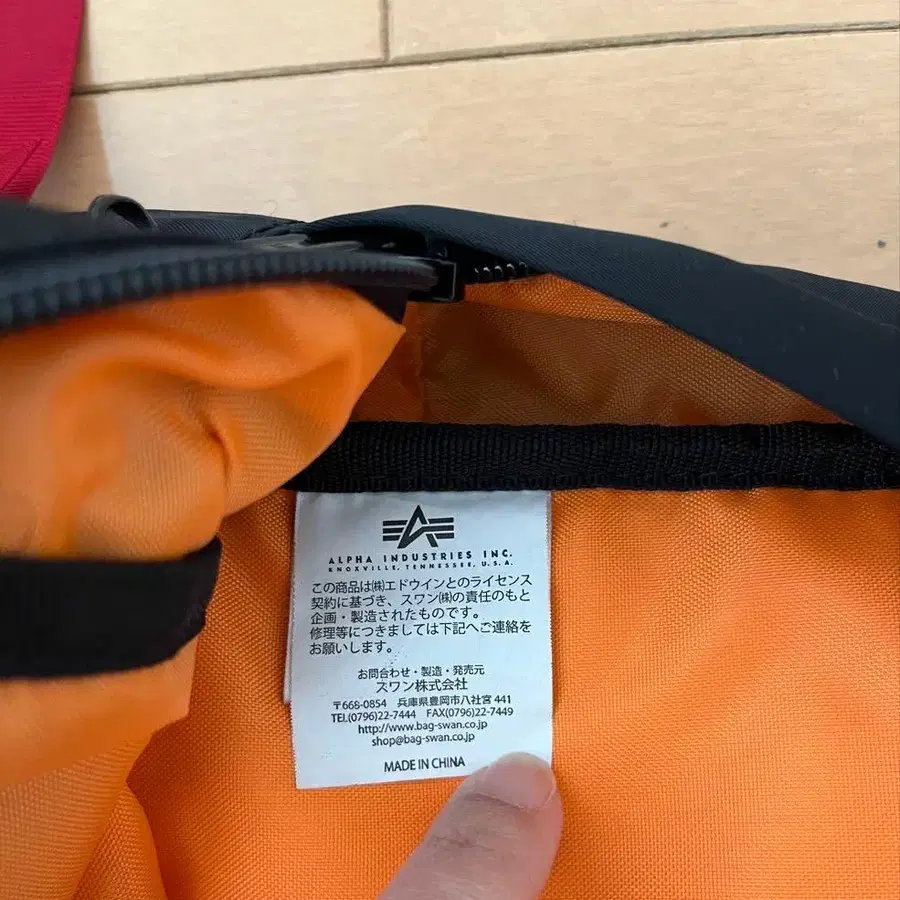 ALPHA INDUSTRIES INC.
KNOXVILLE, TENNESSEE, U.S.A.
この商品は㈱エドウインとのライセンス
契約に基づき、スワン㈱の責任のもと
企画・製造されたものです。
修理等につきましては下記へご連絡を
お願いします。
お問合わせ・製造・発売元
スワン株式会社
〒668-0854 兵庫県豊岡市八社宮 441
TEL(0796)22-7444 FAX(0796)22-7449
http://www.bag-swan.co.jp
shop@bag-swan.co.jp
MADE IN CHINA